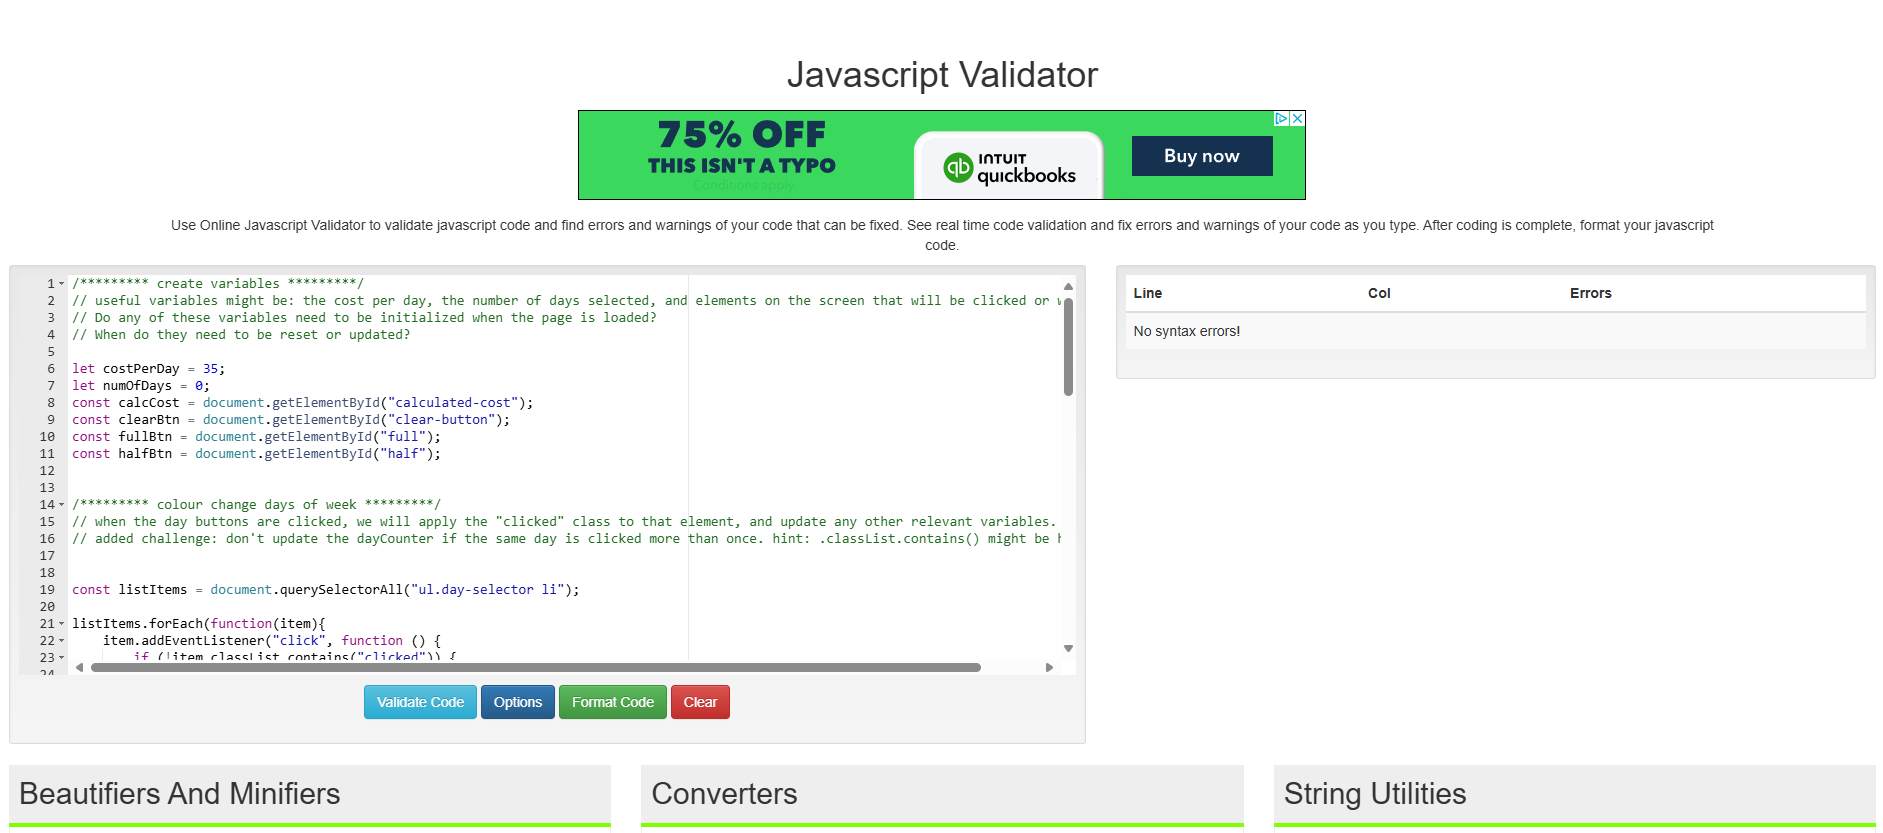 Javascript Validator
75% OFF
THIS ISN'T A TYPO
Conditions apply.
INTUIT
quickbooks
Buy now
Use Online Javascript Validator to validate javascript code and find errors and warnings of your code that can be fixed. See real time code validation and fix errors and warnings of your code as you type. After coding is complete, format your javascript
code.
1 /********* create variables *********/
2 // useful variables might be: the cost per day, the number of days selected, and elements on the screen that will be clicked or
3 // Do any of these variables need to be initialized when the page is loaded?
4 // When do they need to be reset or updated?
5
6 let costPerDay = 35;
7 let numOfDays = 0;
8 const calcCost = document.getElementById("calculated-cost");
9 const clearBtn = document.getElementById("clear-button");
10 const fullBtn = document.getElementById("full");
11 const halfBtn = document.getElementById("half");
12
13
14 /********* colour change days of week *********/
15 // when the day buttons are clicked, we will apply the "clicked" class to that element, and update any other relevant variables.
16 // added challenge: don't update the dayCounter if the same day is clicked more than once. hint: .classList.contains() might be
17
18
19 const listItems = document.querySelectorAll("ul.day-selector li");
20
21 listItems.forEach(function(item){
22 item.addEventListener("click", function () {
23 if (!item.classList.contains("clicked")) {
24
Validate Code
Options
Format Code
Clear
Line Col Errors
No syntax errors!
Beautifiers And Minifiers
Converters
String Utilities